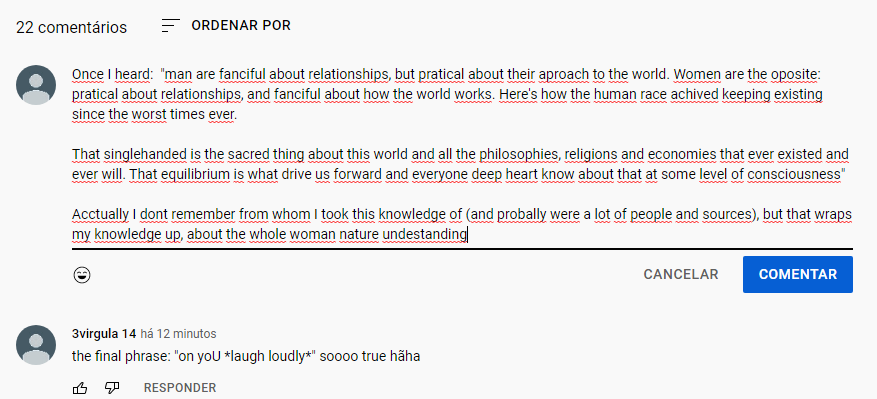 22 comentários
ORDENAR POR
Once I heard: "man are fanciful about relationships, but pratical about their aproach to the world. Women are the oposite:
pratical about relationships, and fanciful about how the world works. Here's how the human race achived keeping existing
since the worst times ever.
That singlehanded is the sacred thing about this world and all the philosophies, religions and economies that ever existed and
ever will. That equilibrium is what drive us forward and everyone deep heart know about that at some level of consciousness"
Acctually I dont remember from whom I took this knowledge of (and probally were a lot of people and sources), but that wraps
my knowledge up, about the whole woman nature undestanding
CANCELAR
COMENTAR
3virgula 14 há 12 minutos
the final phrase: "on yoU *laugh loudly*" soooo true hãha
RESPONDER